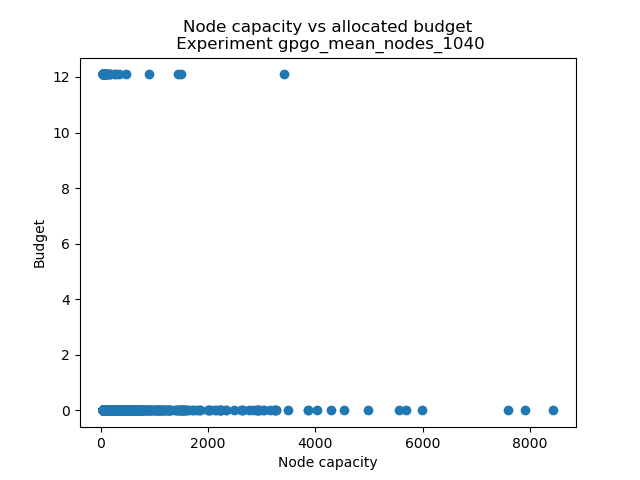 Node capacity vs allocated budget
Experiment gpgo_mean_nodes_1040
12
10
8
6
4
2
0
Budget
0 2000 4000 6000 8000
Node capacity